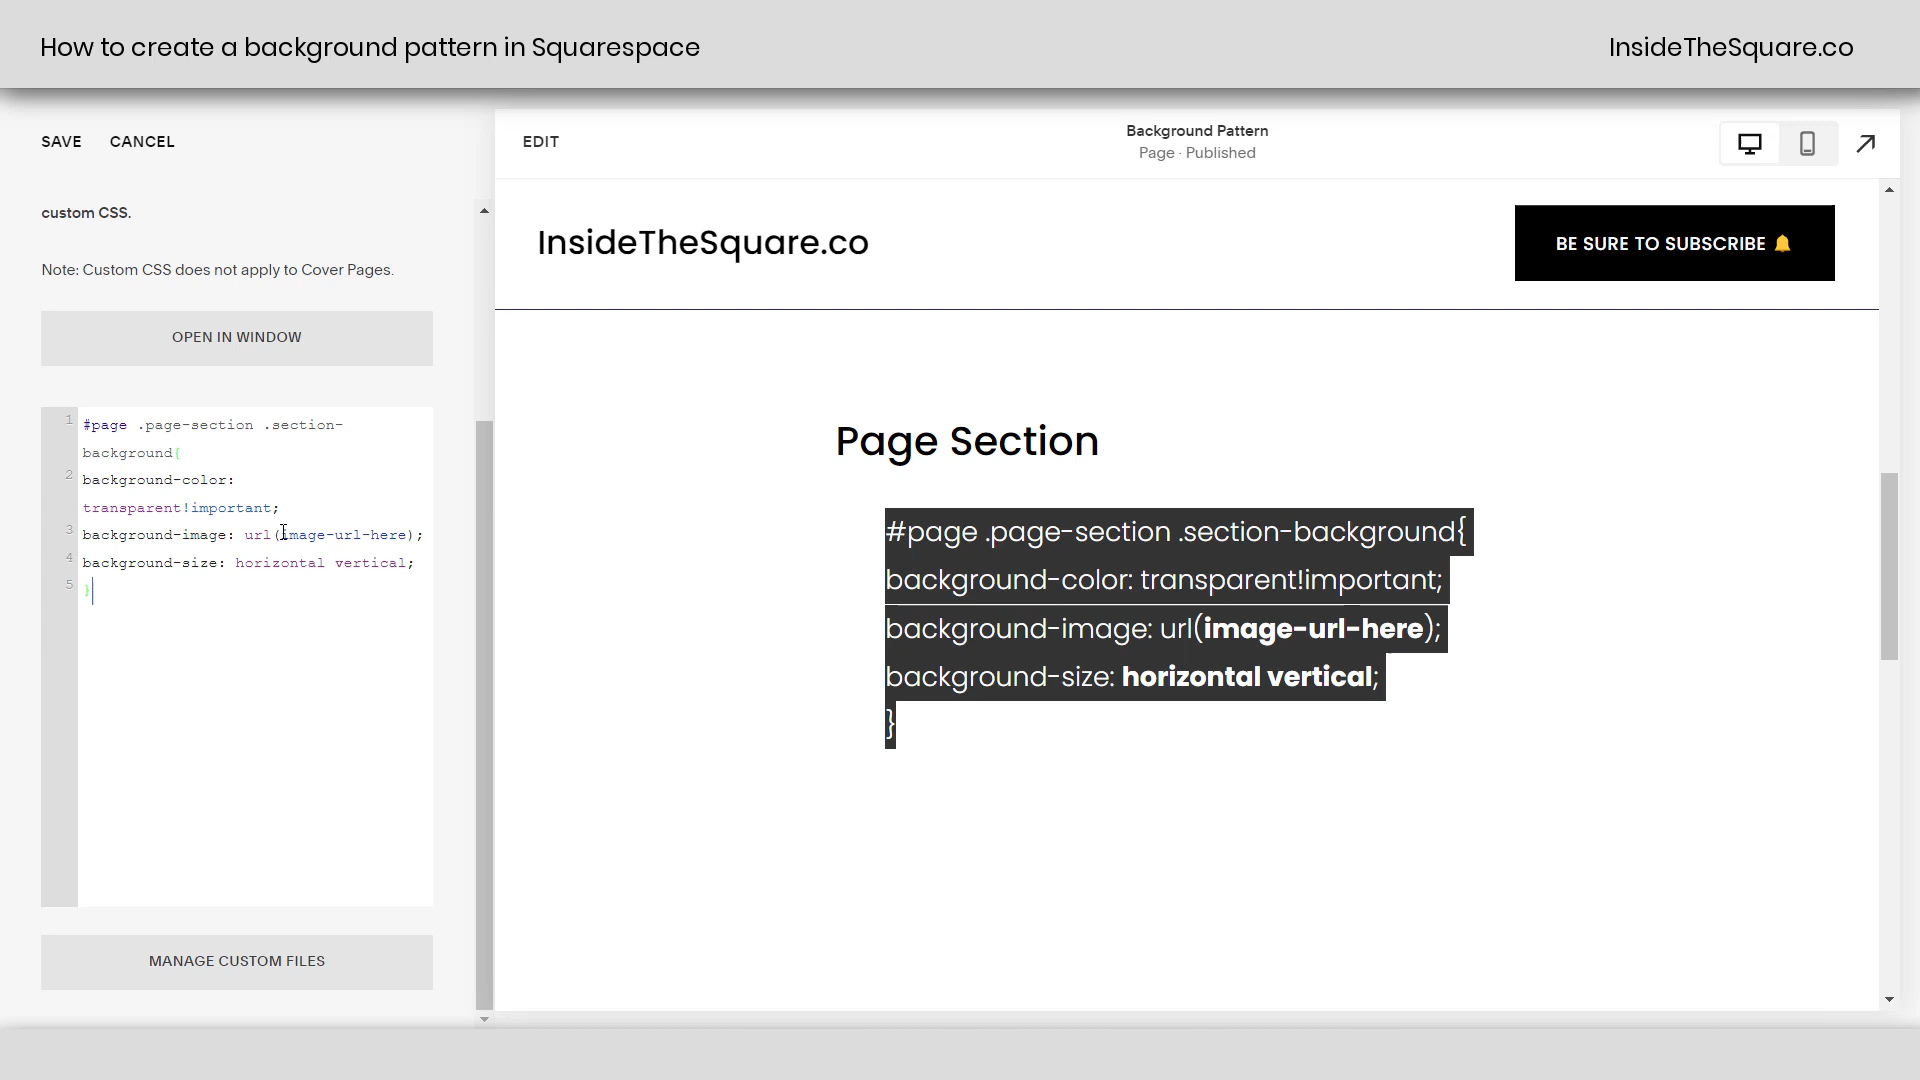 How to create a background pattern in Squarespace
InsideTheSquare.co
SAVE CANCEL
EDIT
Background Pattern
Page · Published
custom CSS.
Note: Custom CSS does not apply to Cover Pages.
OPEN IN WINDOW
1 #page .page-section .section-
background{
2 background-color:
transparent!important;
3 background-image: url(image-url-here);
4 background-size: horizontal vertical;
5 }
MANAGE CUSTOM FILES
InsideTheSquare.co
BE SURE TO SUBSCRIBE 🔔
Page Section
#page .page-section .section-background{
background-color: transparent!important;
background-image: url(image-url-here);
background-size: horizontal vertical;
}